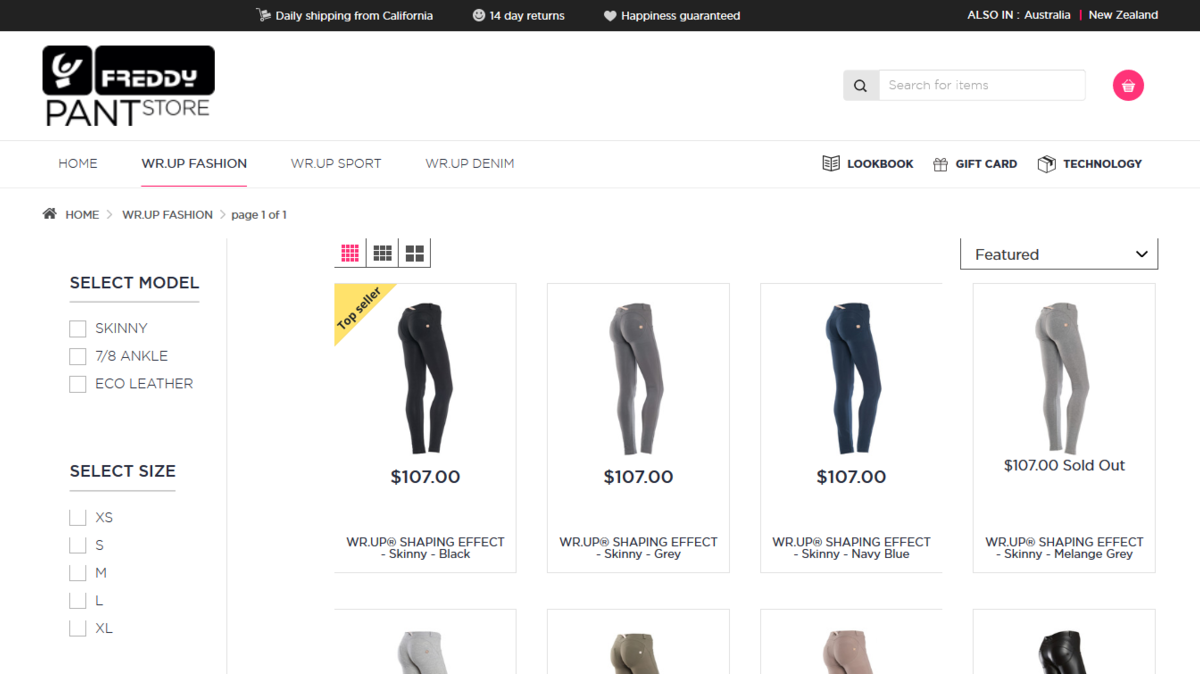 Daily shipping from California
14 day returns
Happiness guaranteed
ALSO IN : Australia | New Zealand
FREDDY
PANT STORE
Search for items
HOME
WR.UP FASHION
WR.UP SPORT
WR.UP DENIM
LOOKBOOK
GIFT CARD
TECHNOLOGY
HOME > WR.UP FASHION > page 1 of 1
SELECT MODEL
SKINNY
7/8 ANKLE
ECO LEATHER
SELECT SIZE
XS
S
M
L
XL
Featured
Top seller
$107.00
WR.UP® SHAPING EFFECT
- Skinny - Black
$107.00
WR.UP® SHAPING EFFECT
- Skinny - Grey
$107.00
WR.UP® SHAPING EFFECT
- Skinny - Navy Blue
$107.00 Sold Out
WR.UP® SHAPING EFFECT
- Skinny - Melange Grey